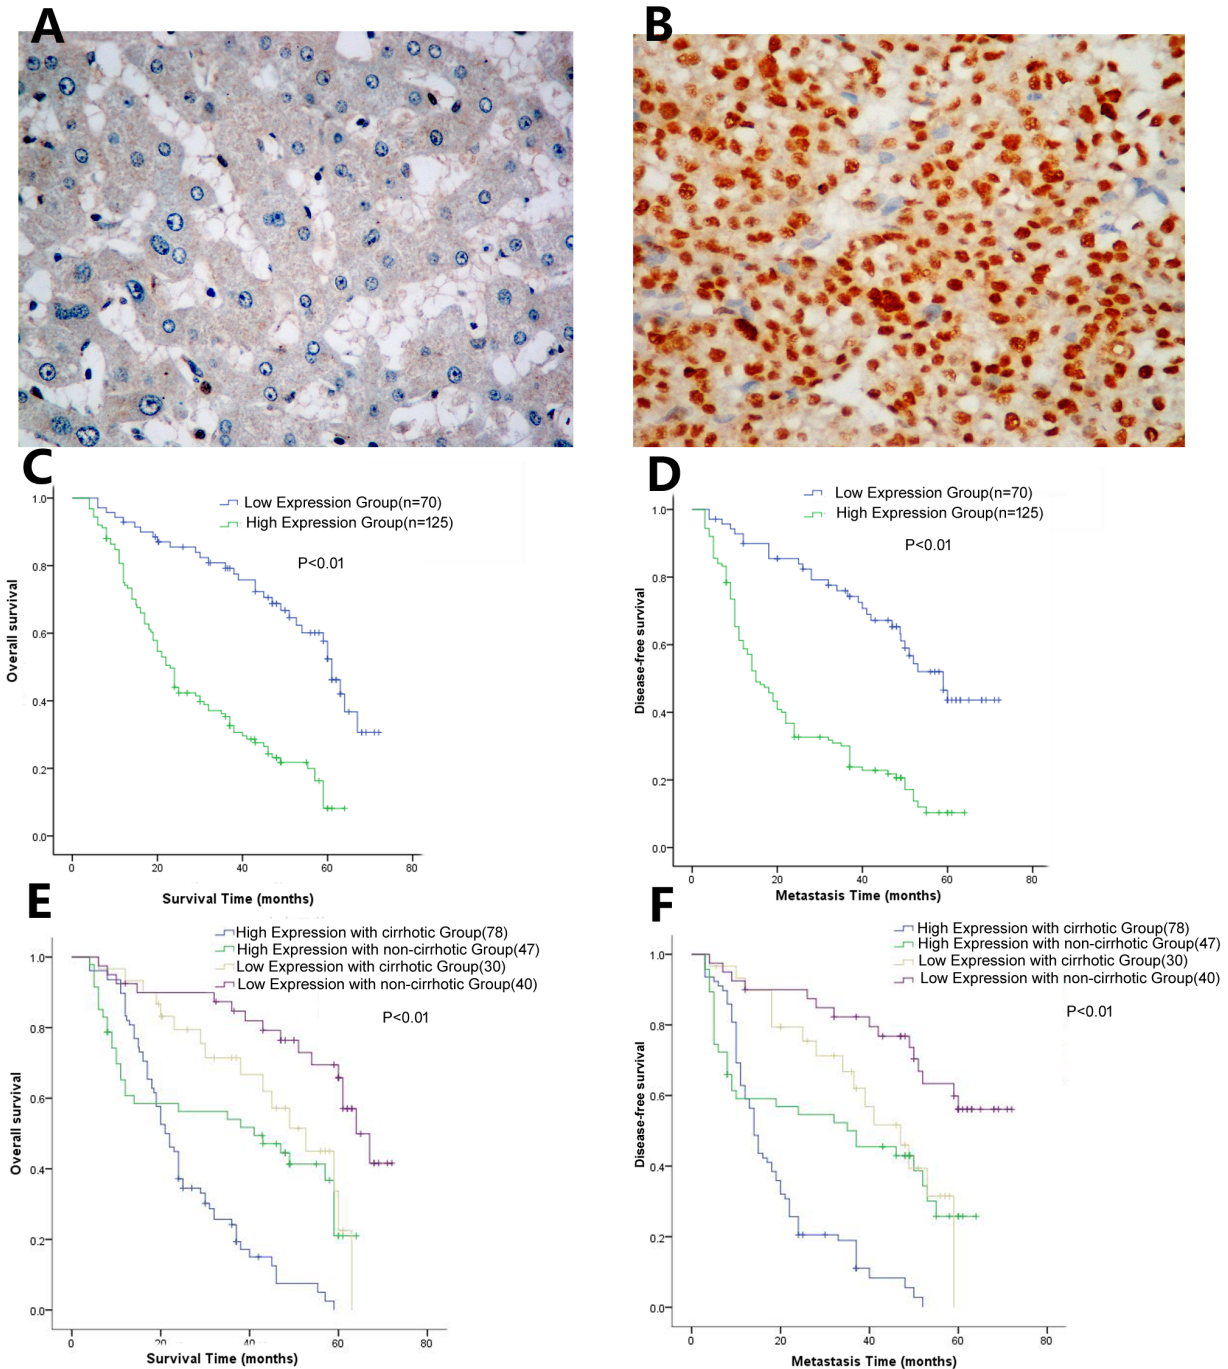 A
B
C
Low Expression Group(n=70)
High Expression Group(n=125)
P<0.01
1.0
0.8
0.6
0.4
0.2
0.0
Overall survival
0 20 40 60 80
Survival Time (months)
D
Low Expression Group(n=70)
High Expression Group(n=125)
P<0.01
1.0
0.8
0.6
0.4
0.2
0.0
Disease-free survival
0 20 40 60 80
Metastasis Time (months)
E
High Expression with cirrhotic Group(78)
High Expression with non-cirrhotic Group(47)
Low Expression with cirrhotic Group(30)
Low Expression with non-cirrhotic Group(40)
P<0.01
1.0
0.8
0.6
0.4
0.2
0.0
Overall survival
0 20 40 60 80
Survival Time (months)
F
High Expression with cirrhotic Group(78)
High Expression with non-cirrhotic Group(47)
Low Expression with cirrhotic Group(30)
Low Expression with non-cirrhotic Group(40)
P<0.01
1.0
0.8
0.6
0.4
0.2
0.0
Disease-free survival
0 20 40 60 80
Metastasis Time (months)